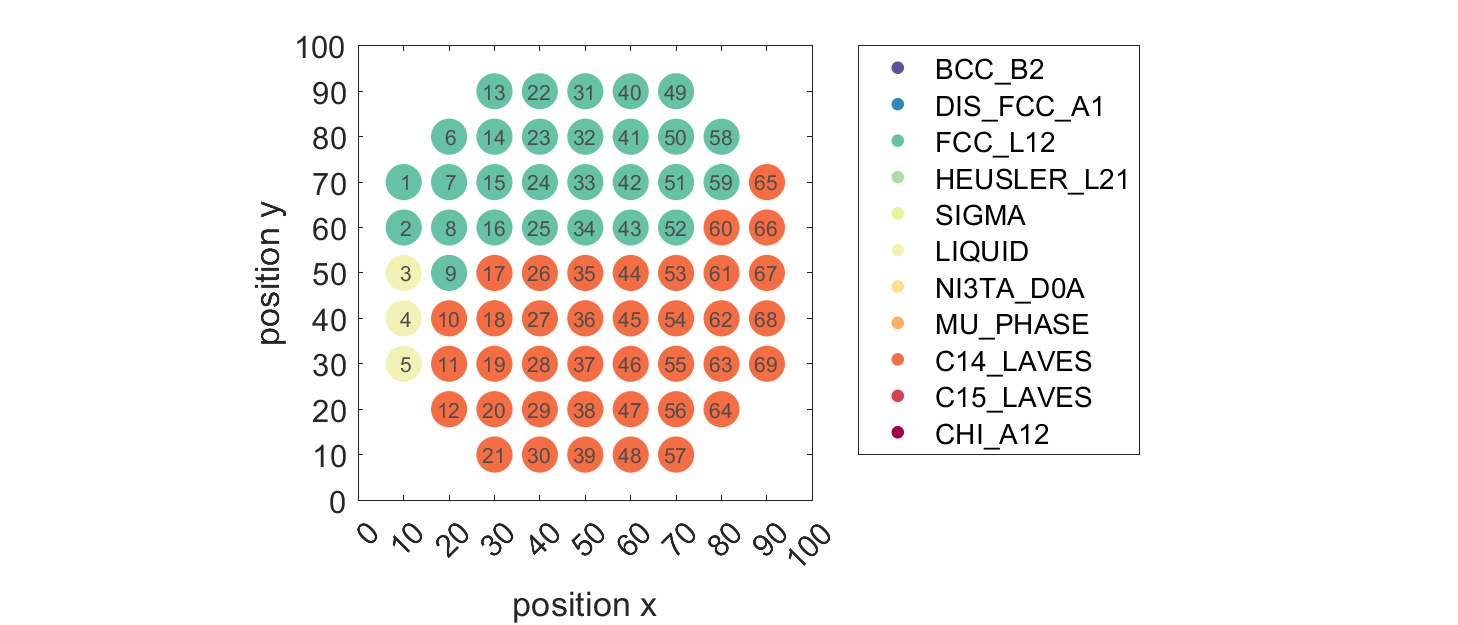 100
90
80
70
60
50
40
30
20
10
0
position y
13 22 31 40 49
6 14 23 32 41 50 58
1 7 15 24 33 42 51 59 65
2 8 16 25 34 43 52 60 66
3 9 17 26 35 44 53 61 67
4 10 18 27 36 45 54 62 68
5 11 19 28 37 46 55 63 69
12 20 29 38 47 56 64
21 30 39 48 57
0 10 20 30 40 50 60 70 80 90 100
position x
BCC_B2
DIS_FCC_A1
FCC_L12
HEUSLER_L21
SIGMA
LIQUID
NI3TA_D0A
MU_PHASE
C14_LAVES
C15_LAVES
CHI_A12